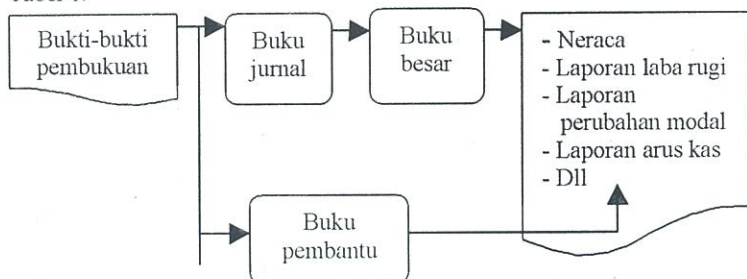 Bukti-bukti
pembukuan
Buku
jurnal
Buku
besar
- Neraca
- Laporan laba rugi
- Laporan
perubahan modal
- Laporan arus kas
- Dll
Buku
pembantu